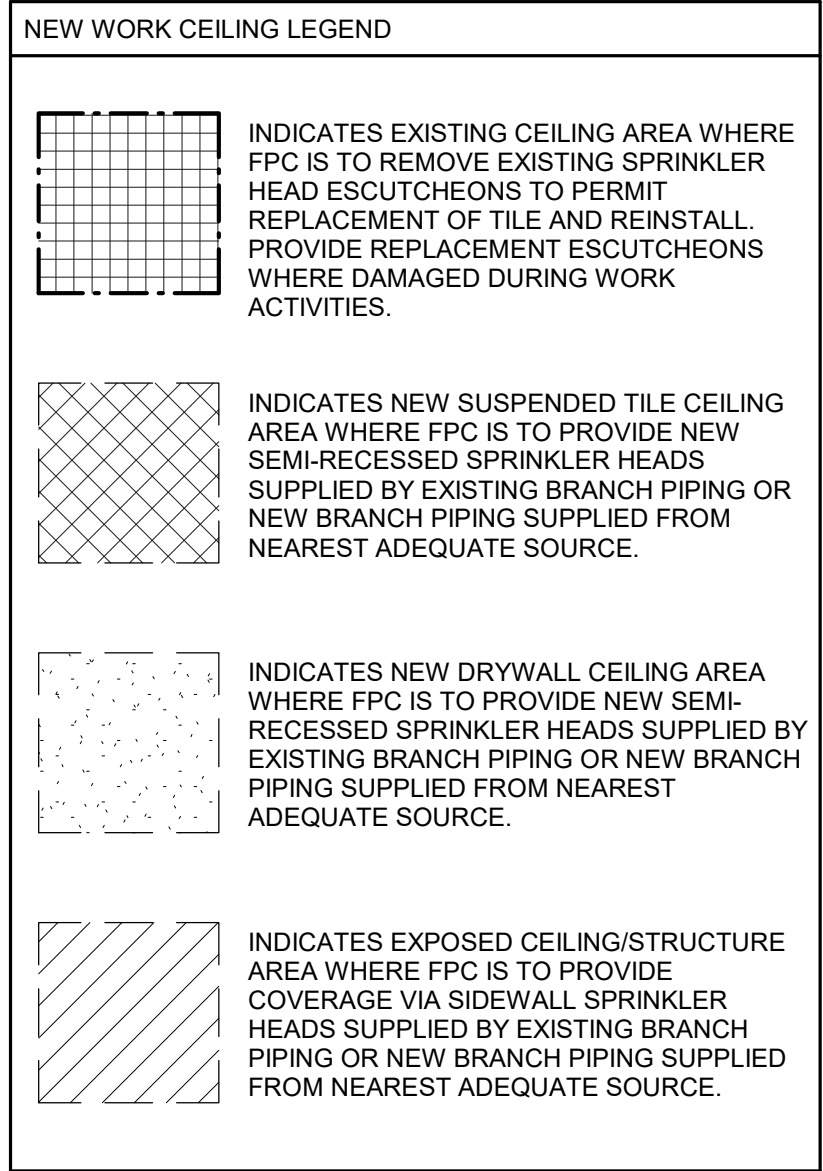 NEW WORK CEILING LEGEND
INDICATES EXISTING CEILING AREA WHERE
FPC IS TO REMOVE EXISTING SPRINKLER
HEAD ESCUTCHEONS TO PERMIT
REPLACEMENT OF TILE AND REINSTALL.
PROVIDE REPLACEMENT ESCUTCHEONS
WHERE DAMAGED DURING WORK
ACTIVITIES.
INDICATES NEW SUSPENDED TILE CEILING
AREA WHERE FPC IS TO PROVIDE NEW
SEMI-RECESSED SPRINKLER HEADS
SUPPLIED BY EXISTING BRANCH PIPING OR
NEW BRANCH PIPING SUPPLIED FROM
NEAREST ADEQUATE SOURCE.
INDICATES NEW DRYWALL CEILING AREA
WHERE FPC IS TO PROVIDE NEW SEMI-
RECESSED SPRINKLER HEADS SUPPLIED BY
EXISTING BRANCH PIPING OR NEW BRANCH
PIPING SUPPLIED FROM NEAREST
ADEQUATE SOURCE.
INDICATES EXPOSED CEILING/STRUCTURE
AREA WHERE FPC IS TO PROVIDE
COVERAGE VIA SIDEWALL SPRINKLER
HEADS SUPPLIED BY EXISTING BRANCH
PIPING OR NEW BRANCH PIPING SUPPLIED
FROM NEAREST ADEQUATE SOURCE.